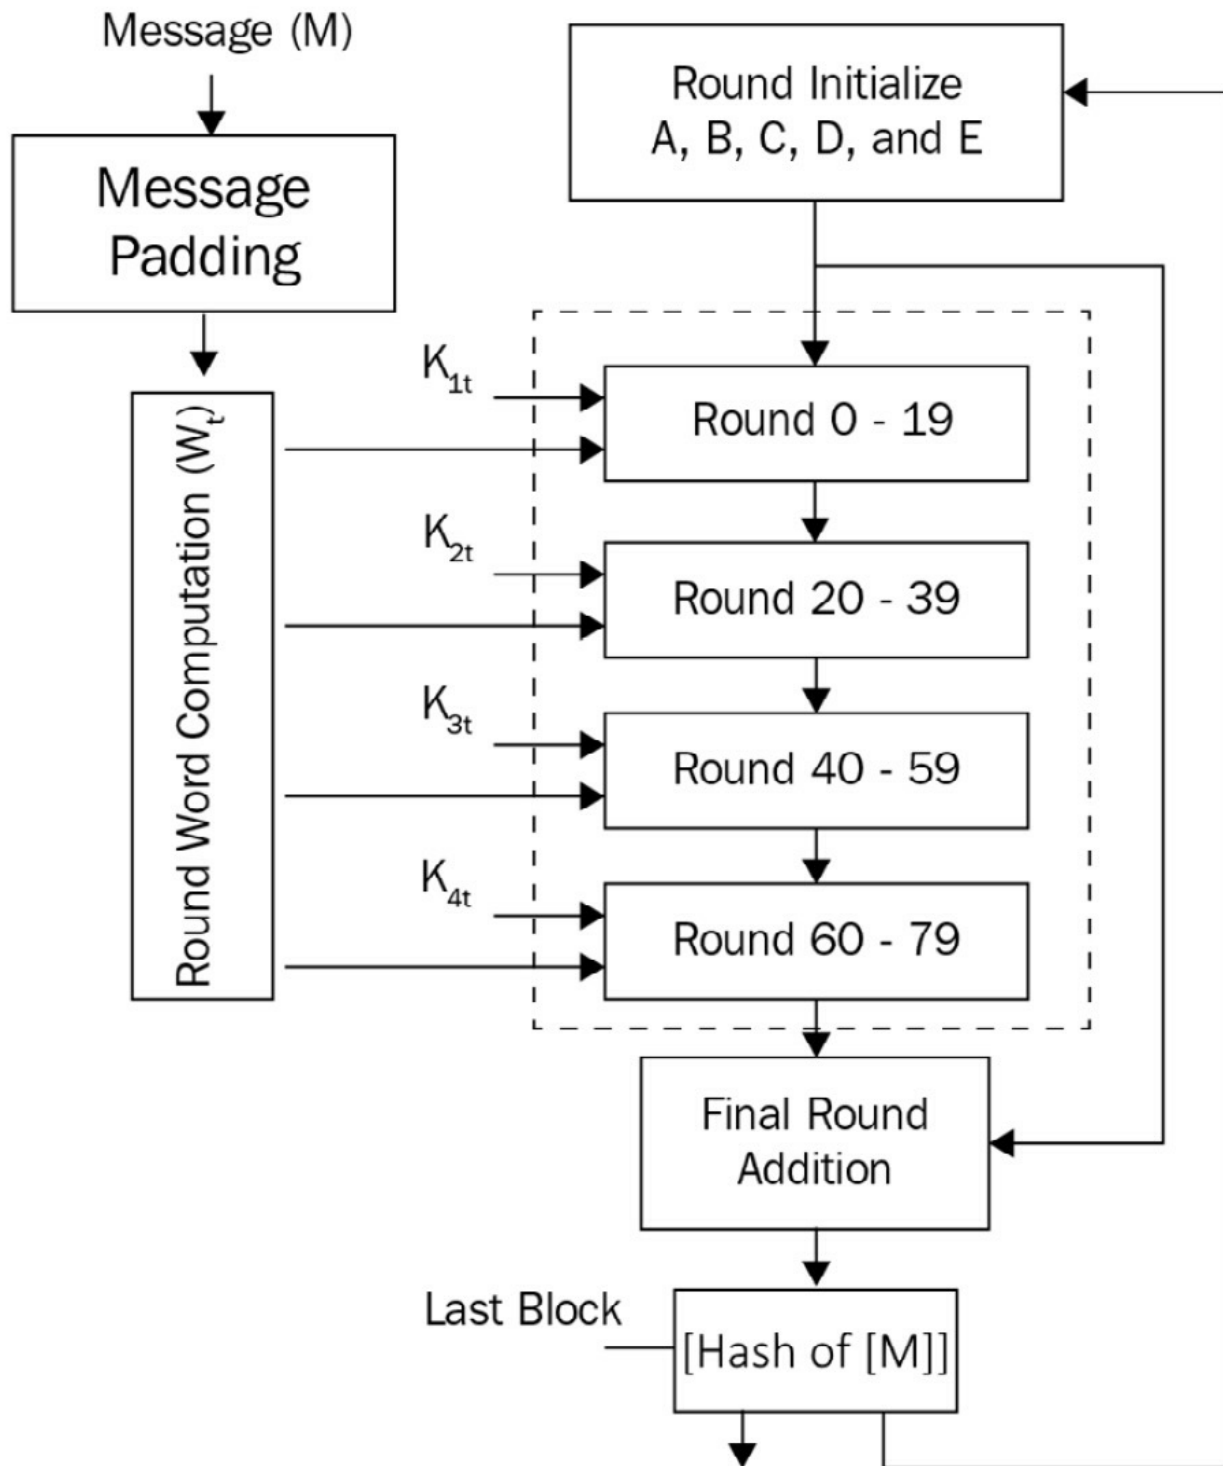 Message (M)
Message
Padding
Round Word Computation (Wt)
Round Initialize
A, B, C, D, and E
K1t
Round 0 - 19
K2t
Round 20 - 39
K3t
Round 40 - 59
K4t
Round 60 - 79
Final Round
Addition
Last Block
[Hash of [M]]